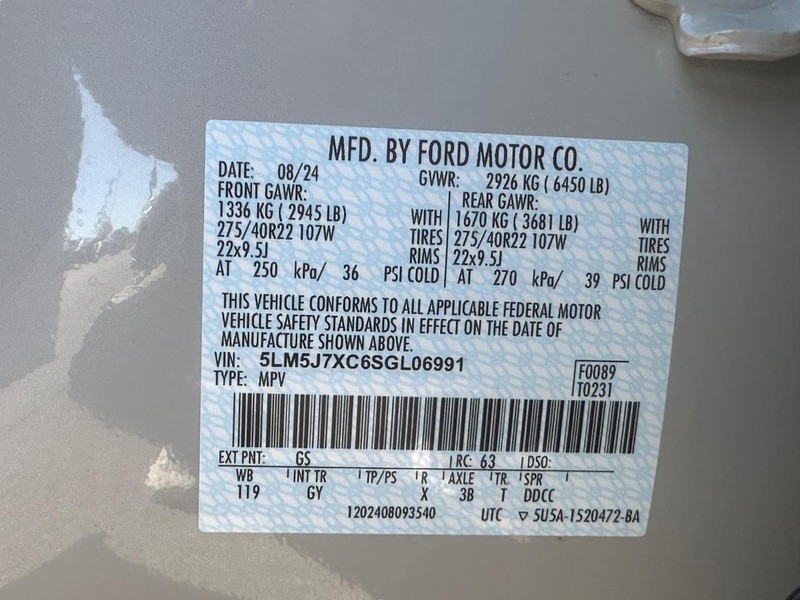 MFD. BY FORD MOTOR CO.
DATE: 08/24 GVWR: 2926 KG ( 6450 LB)
FRONT GAWR: REAR GAWR:
1336 KG ( 2945 LB) WITH 1670 KG ( 3681 LB) WITH
275/40R22 107W TIRES 275/40R22 107W TIRES
22x9.5J RIMS 22x9.5J RIMS
AT 250 kPa/ 36 PSI COLD AT 270 kPa/ 39 PSI COLD
THIS VEHICLE CONFORMS TO ALL APPLICABLE FEDERAL MOTOR
VEHICLE SAFETY STANDARDS IN EFFECT ON THE DATE OF
MANUFACTURE SHOWN ABOVE.
VIN: 5LM5J7XC6SGL06991 F0089
TYPE: MPV T0231
EXT PNT: GS RC: 63 DSO:
WB INT TR TP/PS R AXLE TR SPR
119 GY X 3B T DDCC
1202408093540 UTC ▽ 5U5A-1520472-BA